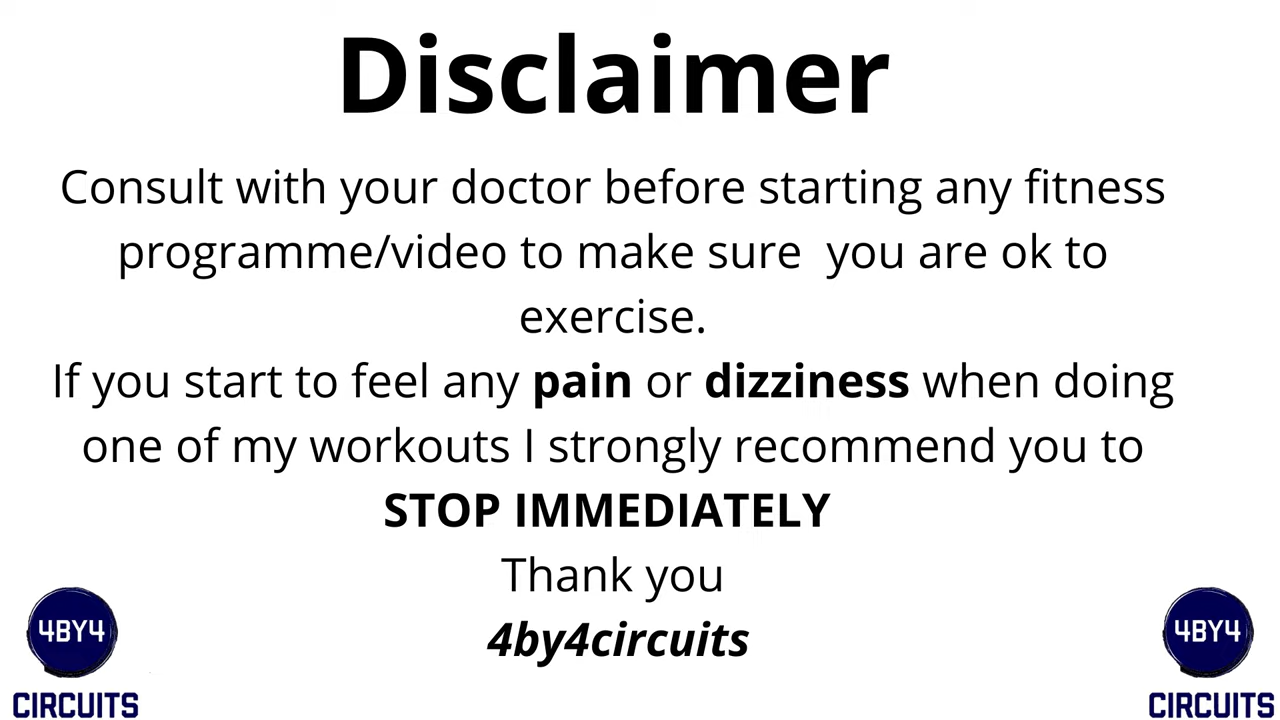 Disclaimer
Consult with your doctor before starting any fitness
programme/video to make sure  you are ok to
exercise.
If you start to feel any pain or dizziness when doing
one of my workouts I strongly recommend you to
STOP IMMEDIATELY
Thank you
4by4circuits
4BY4
CIRCUITS
4BY4
CIRCUITS